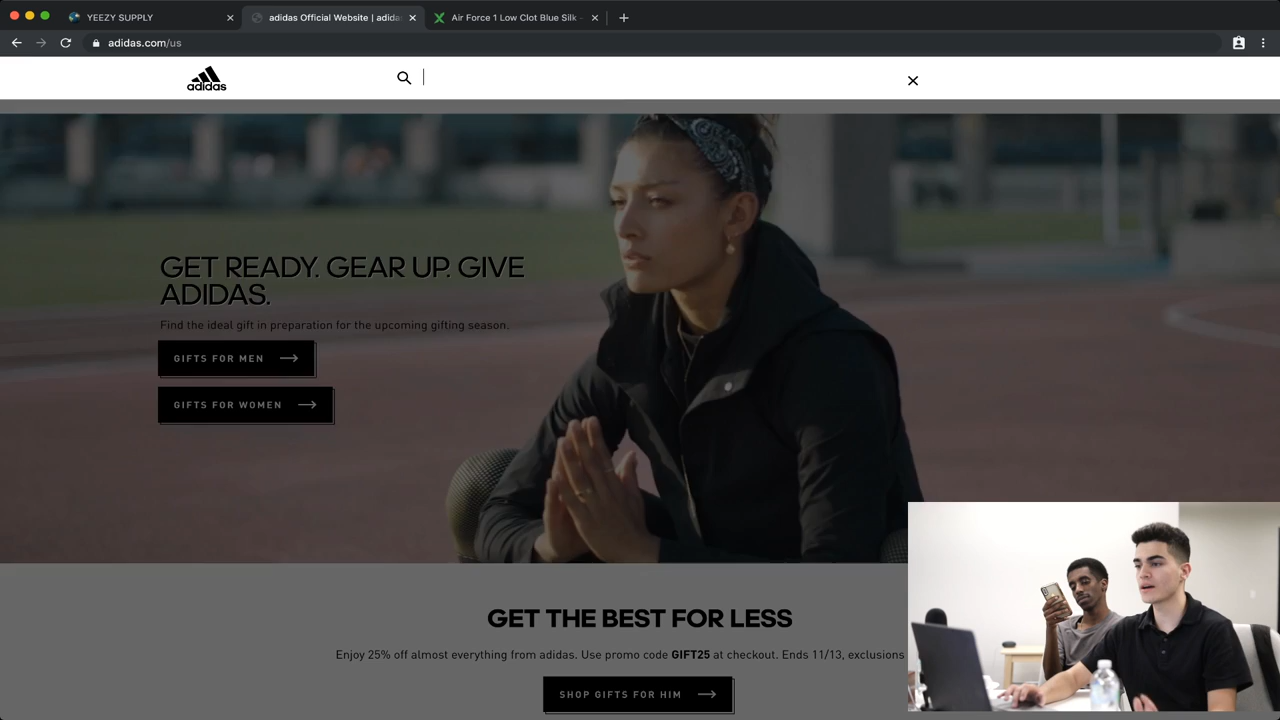 YEEZY SUPPLY
adidas Official Website | adida
Air Force 1 Low Clot Blue Silk -
adidas.com/us
adidas
GET READY. GEAR UP. GIVE
ADIDAS.
Find the ideal gift in preparation for the upcoming gifting season.
GIFTS FOR MEN
GIFTS FOR WOMEN
GET THE BEST FOR LESS
Enjoy 25% off almost everything from adidas. Use promo code GIFT25 at checkout. Ends 11/13, exclusions
SHOP GIFTS FOR HIM